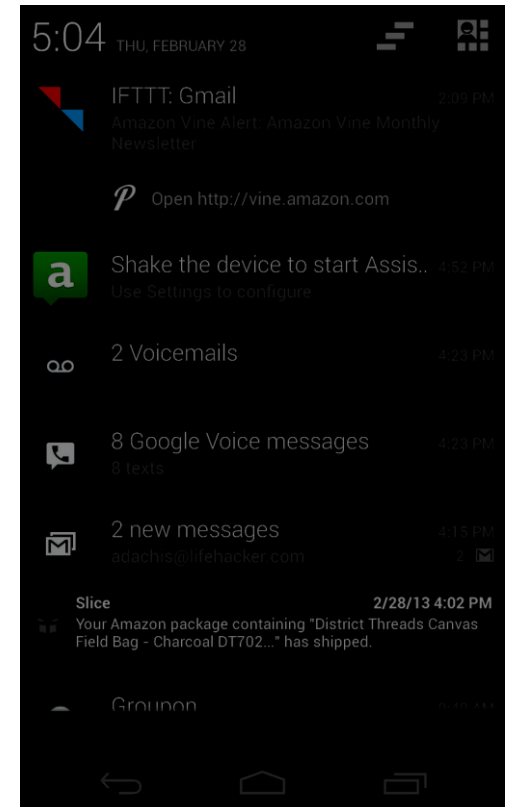 5:04 THU, FEBRUARY 28
IFTTT: Gmail 2:09 PM
Amazon Vine Alert: Amazon Vine Monthly
Newsletter
Open http://vine.amazon.com
a
Shake the device to start Assis.. 4:52 PM
Use Settings to configure
2 Voicemails 4:23 PM
8 Google Voice messages 4:23 PM
8 texts
2 new messages 4:15 PM
adachis@lifehacker.com 2
Slice 2/28/13 4:02 PM
Your Amazon package containing "District Threads Canvas
Field Bag - Charcoal DT702..." has shipped.
Groupon